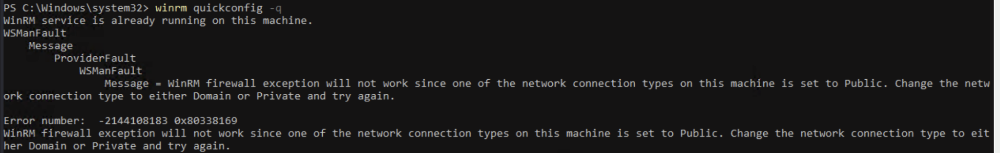 PS C:\Windows\system32> winrm quickconfig -q
WinRM service is already running on this machine.
WSManFault
    Message
        ProviderFault
            WSManFault
                Message = WinRM firewall exception will not work since one of the network connection types on this machine is set to Public. Change the netw
ork connection type to either Domain or Private and try again.

Error number:  -2144108183 0x80338169
WinRM firewall exception will not work since one of the network connection types on this machine is set to Public. Change the network connection type to eit
her Domain or Private and try again.